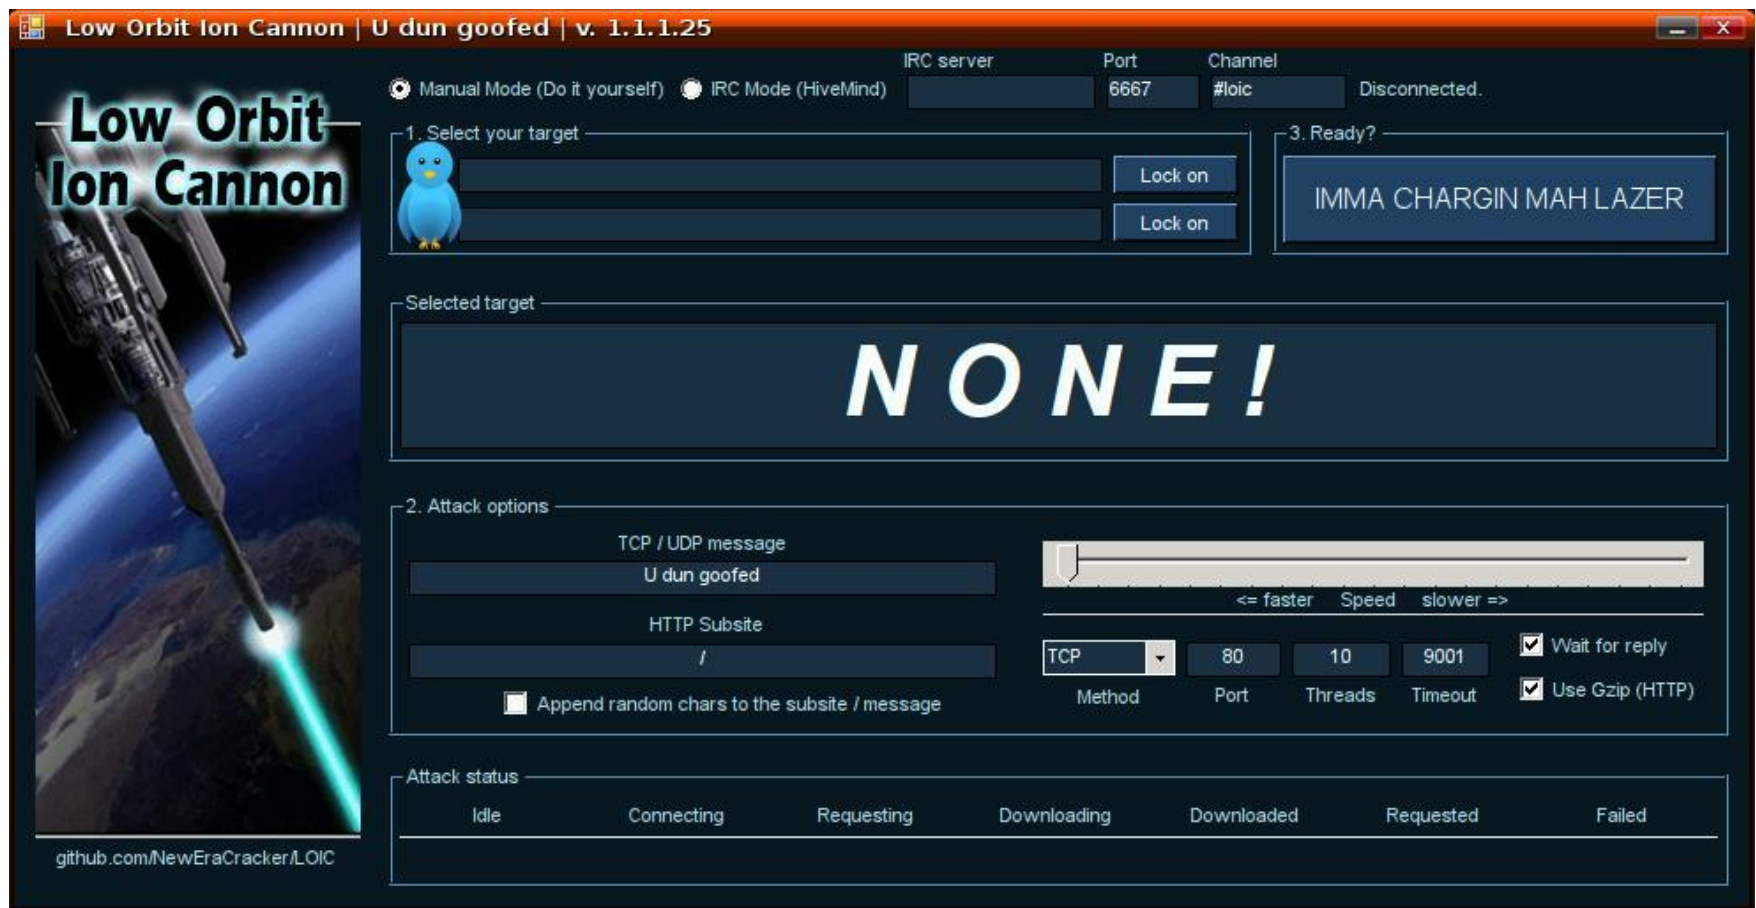 Low Orbit Ion Cannon | U dun goofed | v. 1.1.1.25
Low Orbit
Ion Cannon
github.com/NewEraCracker/LOIC
IRC server Port Channel
Manual Mode (Do it yourself) IRC Mode (HiveMind) 6667 #loic Disconnected.
1. Select your target
Lock on
Lock on
3. Ready?
IMMA CHARGIN MAH LAZER
Selected target
NONE!
2. Attack options
TCP / UDP message
U dun goofed
HTTP Subsite
/
Append random chars to the subsite / message
<= faster Speed slower =>
TCP 80 10 9001 Wait for reply
Method Port Threads Timeout Use Gzip (HTTP)
Attack status
Idle Connecting Requesting Downloading Downloaded Requested Failed